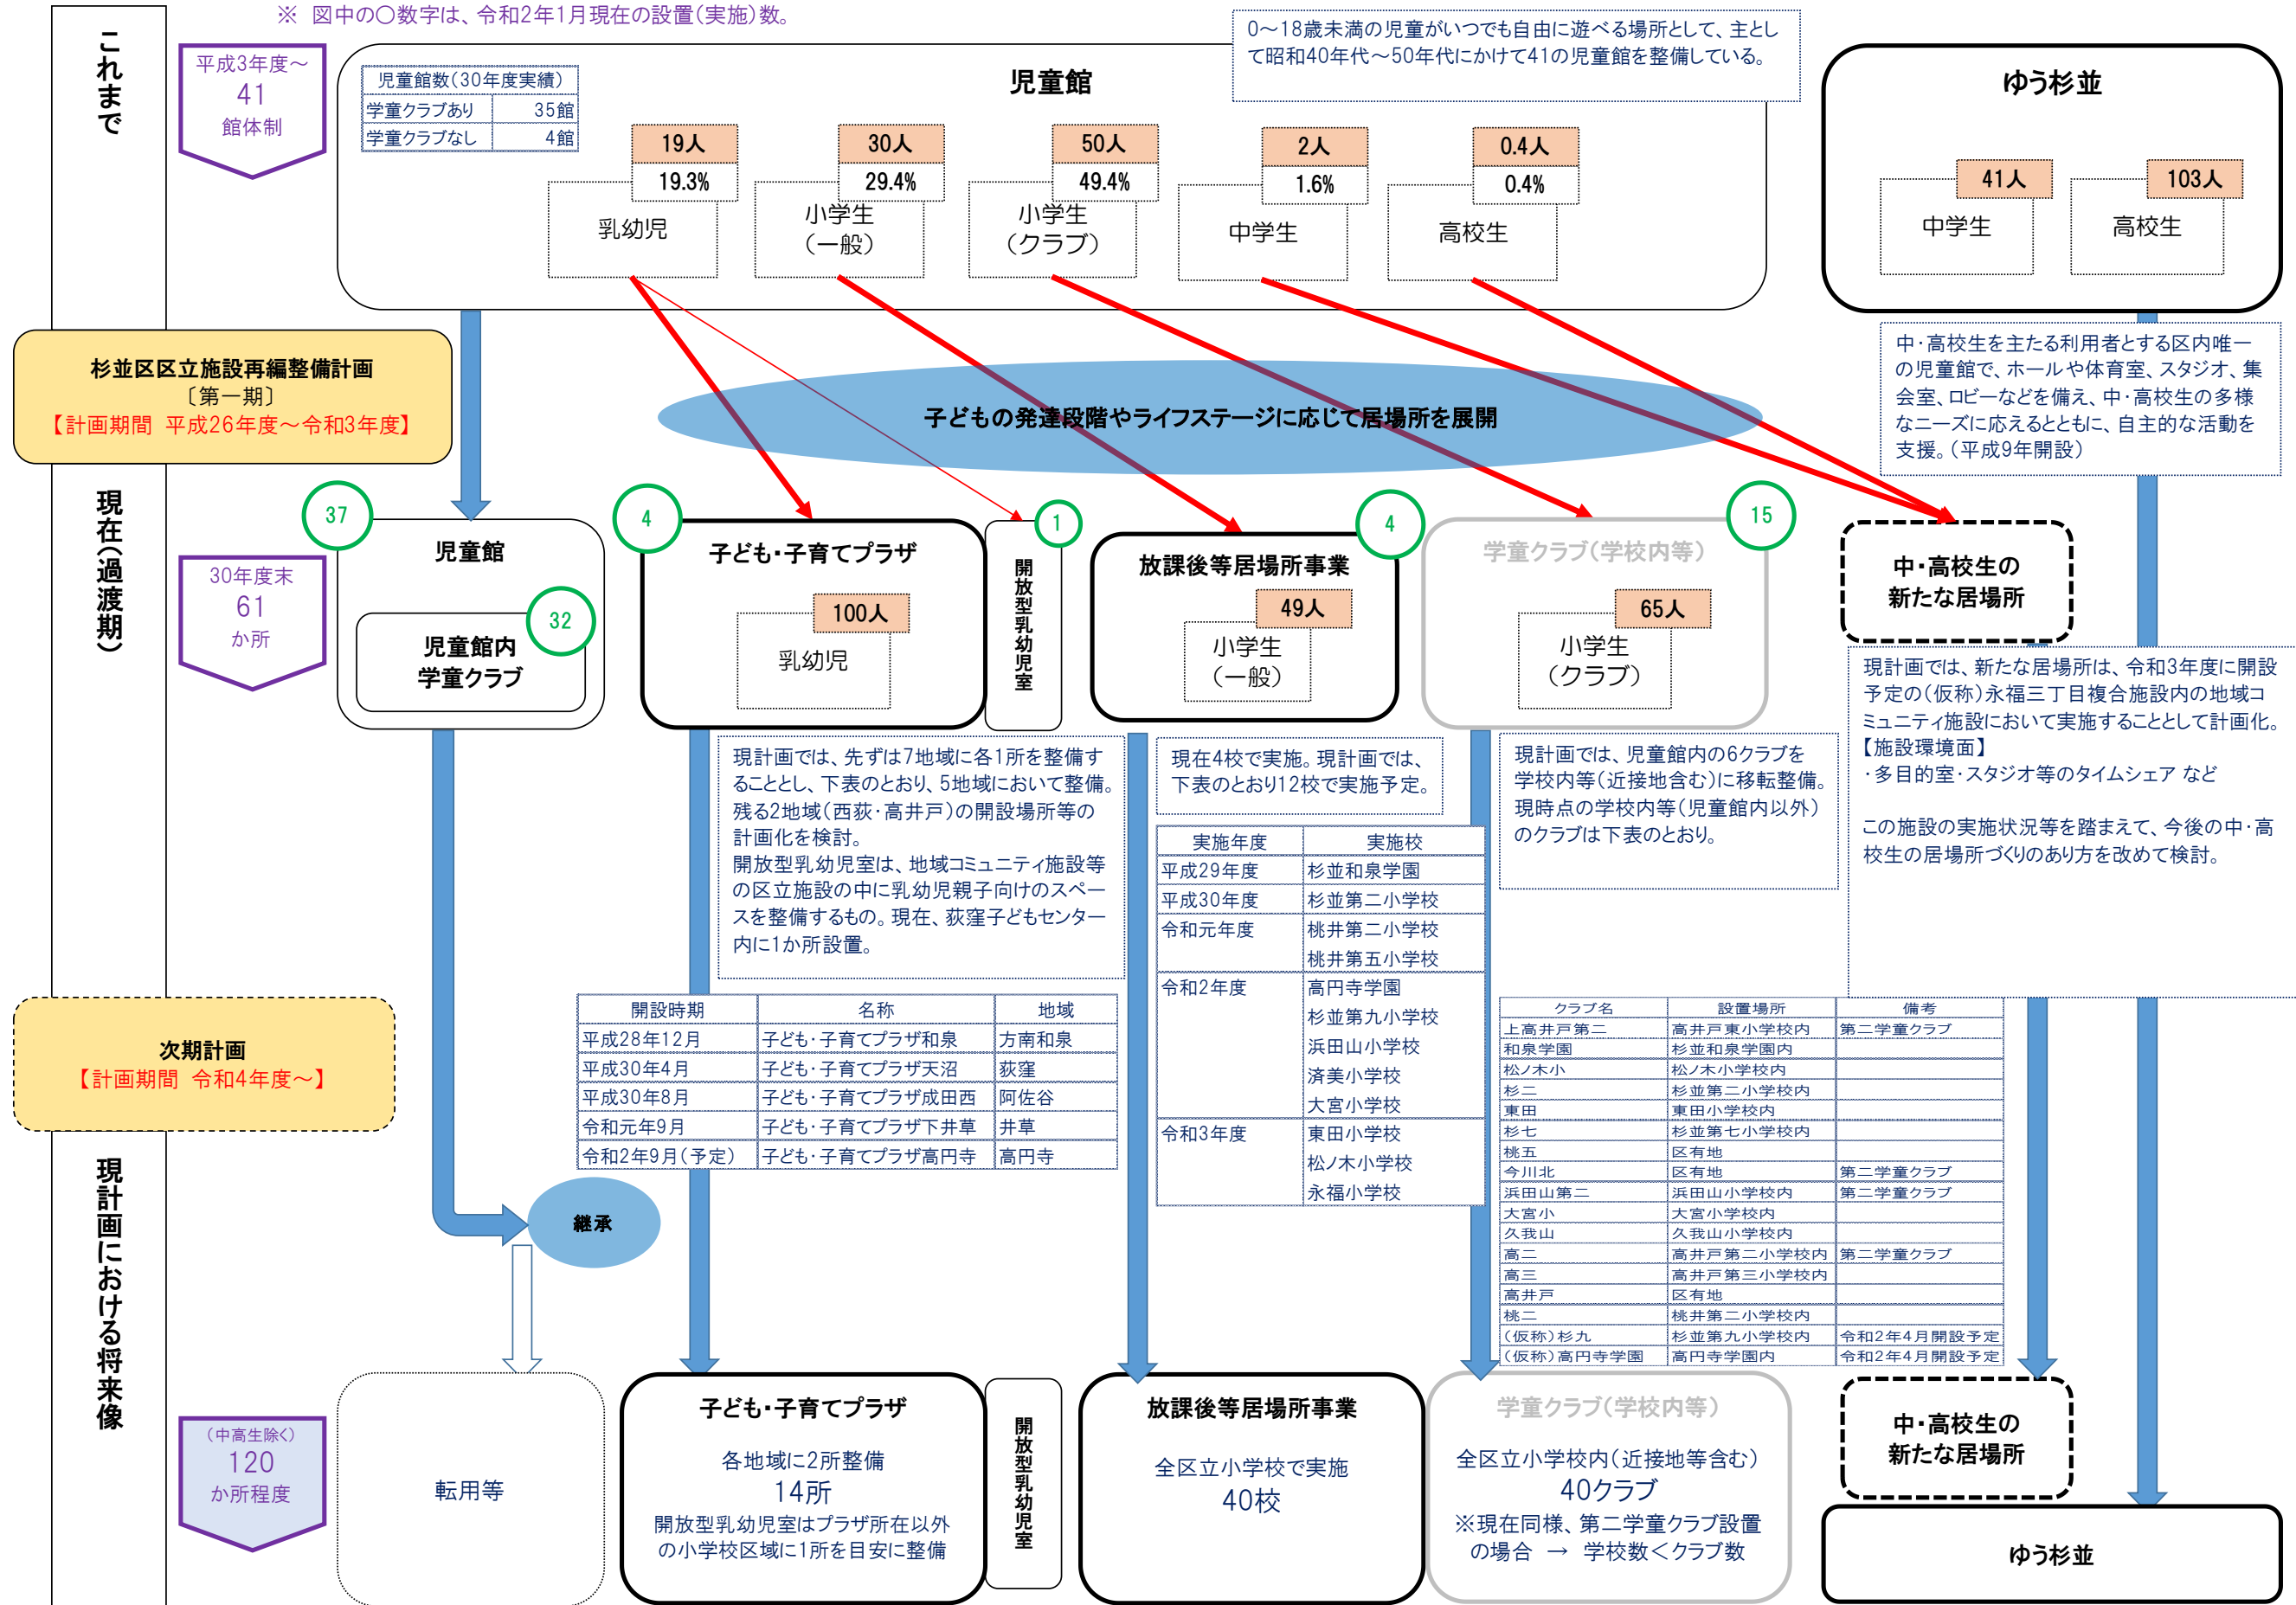 ※ 図中の〇数字は、令和2年1月現在の設置(実施)数。
これまで
平成3年度～
41
館体制
児童館数(30年度実績)
学童クラブあり 35館
学童クラブなし 4館
児童館
0～18歳未満の児童がいつでも自由に遊べる場所として、主とし
て昭和40年代～50年代にかけて41の児童館を整備している。
19人
19.3%
乳幼児
30人
29.4%
小学生
(一般)
50人
49.4%
小学生
(クラブ)
2人
1.6%
中学生
0.4人
0.4%
高校生
ゆう杉並
41人
中学生
103人
高校生
杉並区区立施設再編整備計画
〔第一期〕
【計画期間 平成26年度～令和3年度】
子どもの発達段階やライフステージに応じて居場所を展開
中・高校生を主たる利用者とする区内唯一
の児童館で、ホールや体育室、スタジオ、集
会室、ロビーなどを備え、中・高校生の多様
なニーズに応えるとともに、自主的な活動を
支援。(平成9年開設)
現在(過渡期)
30年度末
61
か所
37
児童館
32
児童館内
学童クラブ
4
子ども・子育てプラザ
100人
乳幼児
1
開放型乳幼児室
4
放課後等居場所事業
49人
小学生
(一般)
15
学童クラブ(学校内等)
65人
小学生
(クラブ)
中・高校生の
新たな居場所
現計画では、先ずは7地域に各1所を整備す
ることとし、下表のとおり、5地域において整備。
残る2地域(西荻・高井戸)の開設場所等の
計画化を検討。
開放型乳幼児室は、地域コミュニティ施設等
の区立施設の中に乳幼児親子向けのスペー
スを整備するもの。現在、荻窪子どもセンター
内に1か所設置。
現在4校で実施。現計画では、
下表のとおり12校で実施予定。
現計画では、児童館内の6クラブを
学校内等(近接地含む)に移転整備。
現時点の学校内等(児童館内以外)
のクラブは下表のとおり。
現計画では、新たな居場所は、令和3年度に開設
予定の(仮称)永福三丁目複合施設内の地域コ
ミュニティ施設において実施することとして計画化。
【施設環境面】
・多目的室・スタジオ等のタイムシェア など
この施設の実施状況等を踏まえて、今後の中・高
校生の居場所づくりのあり方を改めて検討。
開設時期 名称 地域
平成28年12月 子ども・子育てプラザ和泉 方南和泉
平成30年4月 子ども・子育てプラザ天沼 荻窪
平成30年8月 子ども・子育てプラザ成田西 阿佐谷
令和元年9月 子ども・子育てプラザ下井草 井草
令和2年9月(予定) 子ども・子育てプラザ高円寺 高円寺
実施年度 実施校
平成29年度 杉並和泉学園
平成30年度 杉並第二小学校
令和元年度 桃井第二小学校
桃井第五小学校
令和2年度 高円寺学園
杉並第九小学校
浜田山小学校
済美小学校
大宮小学校
令和3年度 東田小学校
松ノ木小学校
永福小学校
クラブ名 設置場所 備考
上高井戸第二 高井戸東小学校内 第二学童クラブ
和泉学園 杉並和泉学園内
松ノ木小 松ノ木小学校内
杉二 杉並第二小学校内
東田 東田小学校内
杉七 杉並第七小学校内
桃五 区有地
今川北 区有地 第二学童クラブ
浜田山第二 浜田山小学校内 第二学童クラブ
大宮小 大宮小学校内
久我山 久我山小学校内
高二 高井戸第二小学校内 第二学童クラブ
高三 高井戸第三小学校内
高井戸 区有地
桃二 桃井第二小学校内
(仮称)杉九 杉並第九小学校内 令和2年4月開設予定
(仮称)高円寺学園 高円寺学園内 令和2年4月開設予定
次期計画
【計画期間 令和4年度～】
継承
現計画における将来像
(中高生除く)
120
か所程度
転用等
子ども・子育てプラザ
各地域に2所整備
14所
開放型乳幼児室はプラザ所在以外
の小学校区域に1所を目安に整備
開放型乳幼児室
放課後等居場所事業
全区立小学校で実施
40校
学童クラブ(学校内等)
全区立小学校内(近接地等含む)
40クラブ
※現在同様、第二学童クラブ設置
の場合 → 学校数＜クラブ数
中・高校生の
新たな居場所
ゆう杉並